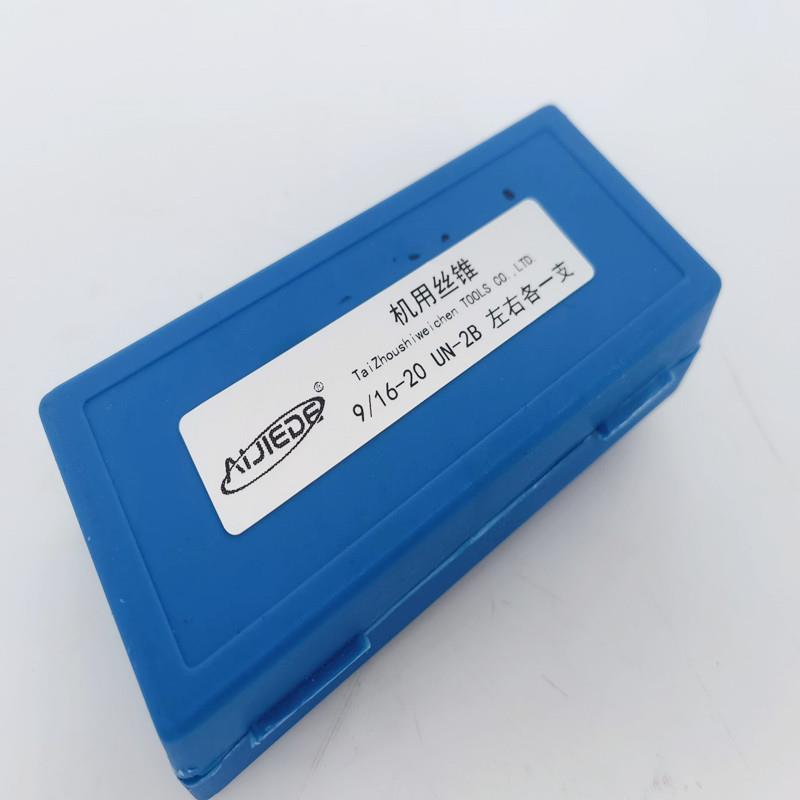 机用丝锥
TaiZhoushiweichen TOOLS CO.,LTD.
AIJIEDE®
9/16-20 UN-2B 左右各一支